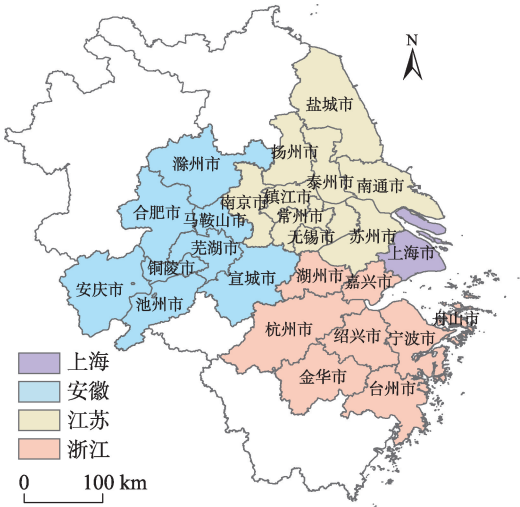 N
盐城市
扬州市
滁州市
泰州市
南通市
镇江市
南京市
合肥市
马鞍山市
常州市
无锡市
苏州市
芜湖市
上海市
铜陵市
宣城市
湖州市
嘉兴市
安庆市
池州市
舟山市
杭州市
绍兴市
宁波市
金华市
台州市
上海
安徽
江苏
浙江
0 100 km